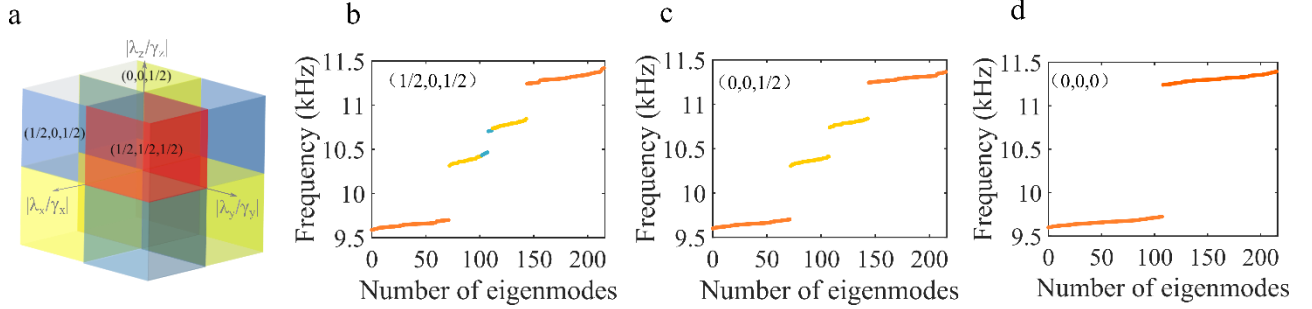 a
|λz/γz|
(0,0,1/2)
(1/2,0,1/2)
(1/2,1/2,1/2)
|λx/γx|
|λy/γy|
b
Frequency (kHz)
11.5
11
10.5
10
9.5
(1/2,0,1/2)
0 50 100 150 200
Number of eigenmodes
c
Frequency (kHz)
11.5
11
10.5
10
9.5
(0,0,1/2)
0 50 100 150 200
Number of eigenmodes
d
Frequency (kHz)
11.5
11
10.5
10
9.5
(0,0,0)
0 50 100 150 200
Number of eigenmodes